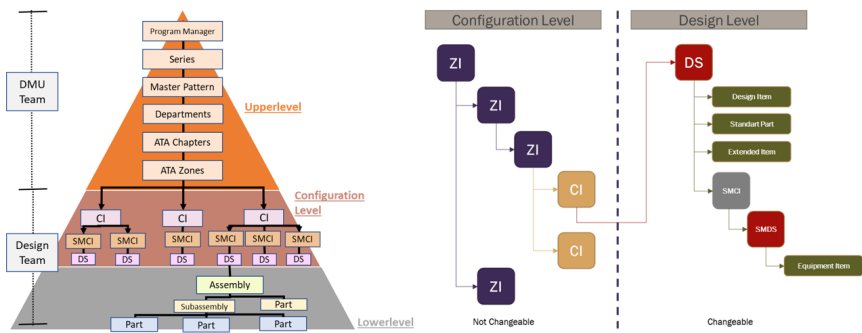 Program Manager
Series
Master Pattern
Departments
ATA Chapters
ATA Zones
DMU
Team
Upperlevel
Configuration
Level
Design
Team
CI
CI
CI
SMCI
SMCI
SMCI
SMCI
SMCI
SMCI
DS
DS
DS
DS
DS
DS
Assembly
Subassembly
Part
Part
Part
Part
Lowerlevel
Configuration Level
ZI
ZI
ZI
CI
CI
ZI
Not Changeable
Design Level
DS
Design Item
Standart Part
Extended Item
SMCI
SMDS
Equipment Item
Changeable